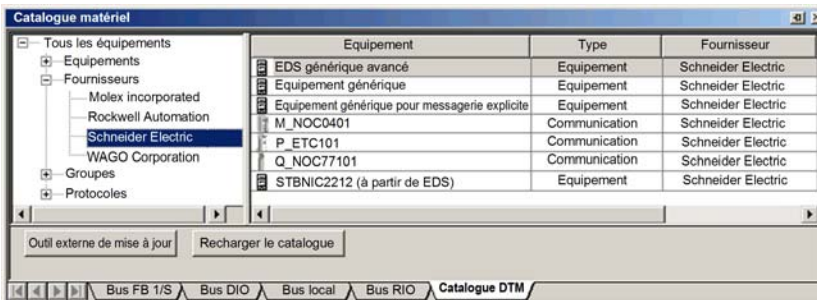 Catalogue matériel
Tous les équipements
Equipements
Fournisseurs
Molex incorporated
Rockwell Automation
Schneider Electric
WAGO Corporation
Groupes
Protocoles
Equipement Type Fournisseur
EDS générique avancé Equipement Schneider Electric
Equipement générique Equipement Schneider Electric
Equipement générique pour messagerie explicite Equipement Schneider Electric
M_NOC0401 Communication Schneider Electric
P_ETC101 Communication Schneider Electric
Q_NOC77101 Communication Schneider Electric
STBNIC2212 (à partir de EDS) Equipement Schneider Electric
Outil externe de mise à jour Recharger le catalogue
Bus FB 1/S Bus DIO Bus local Bus RIO Catalogue DTM